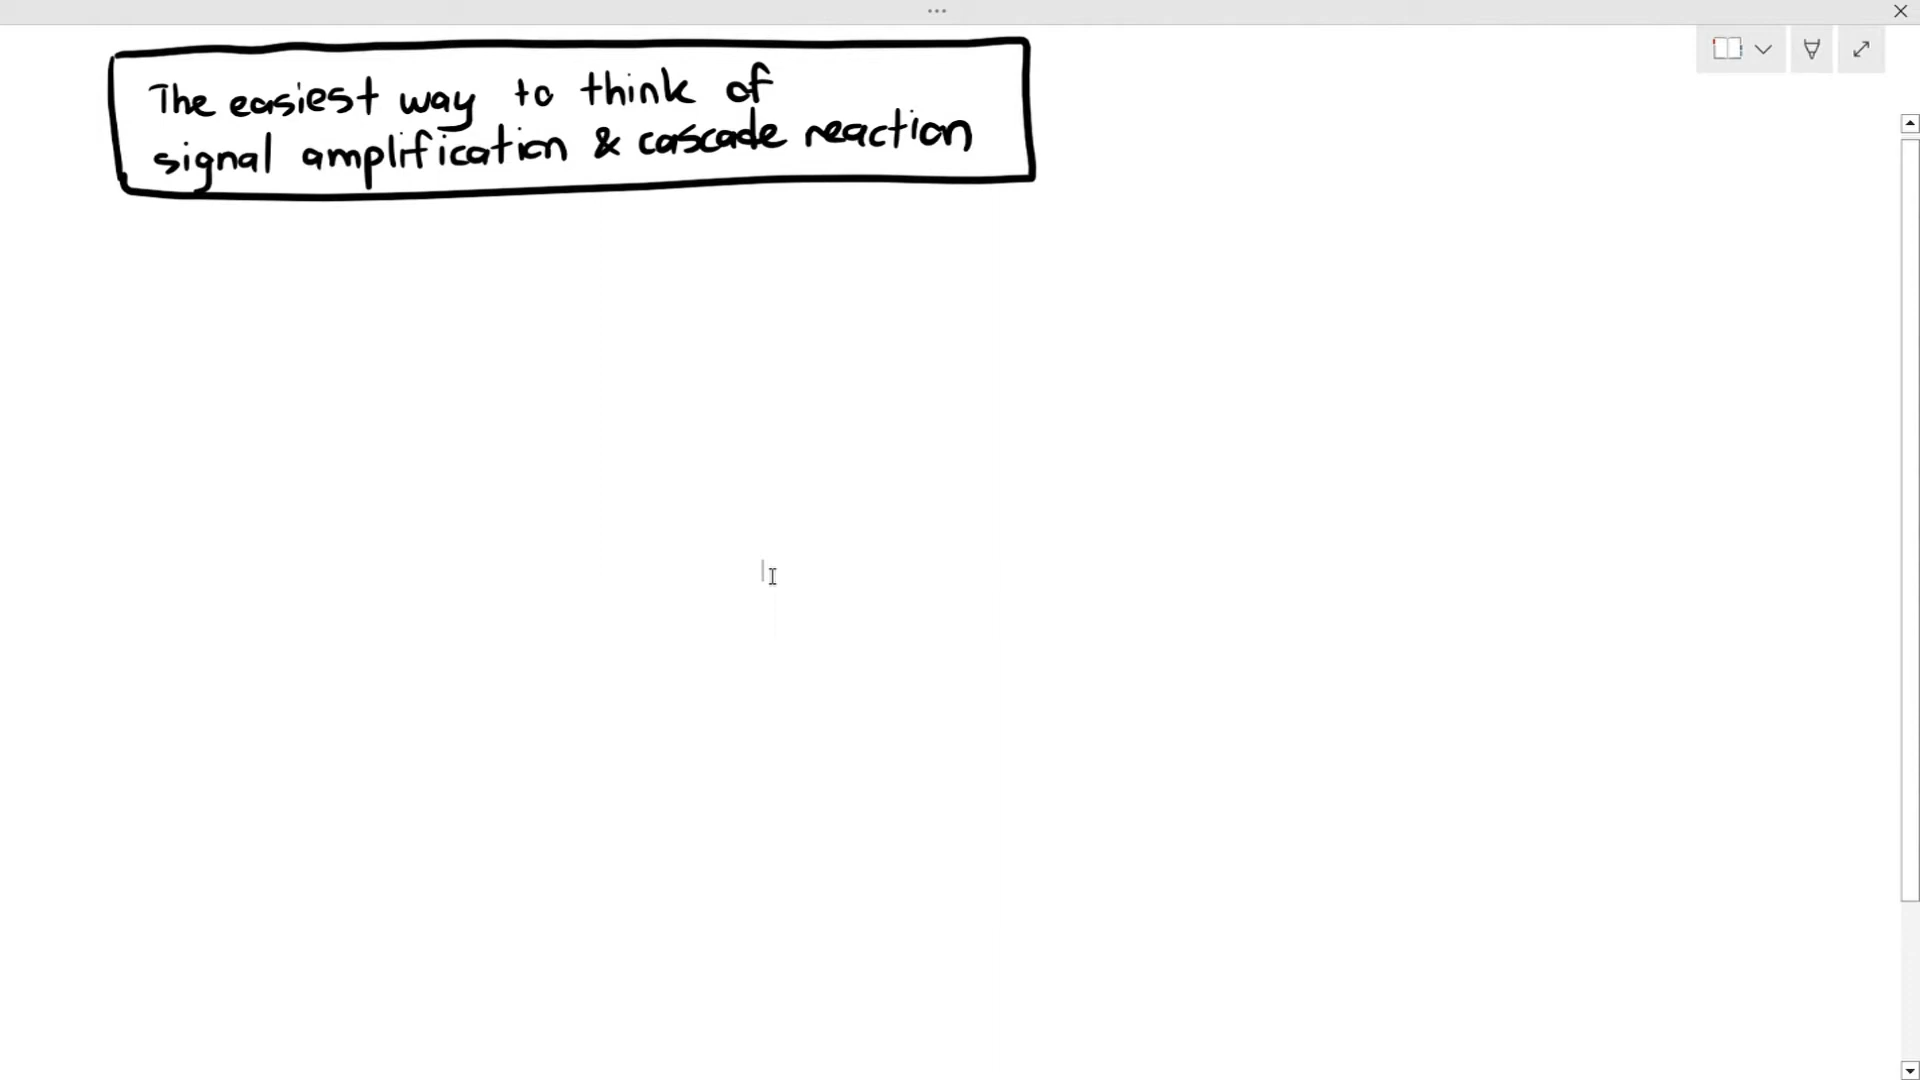 The easiest way to think of
signal amplification & cascade reaction